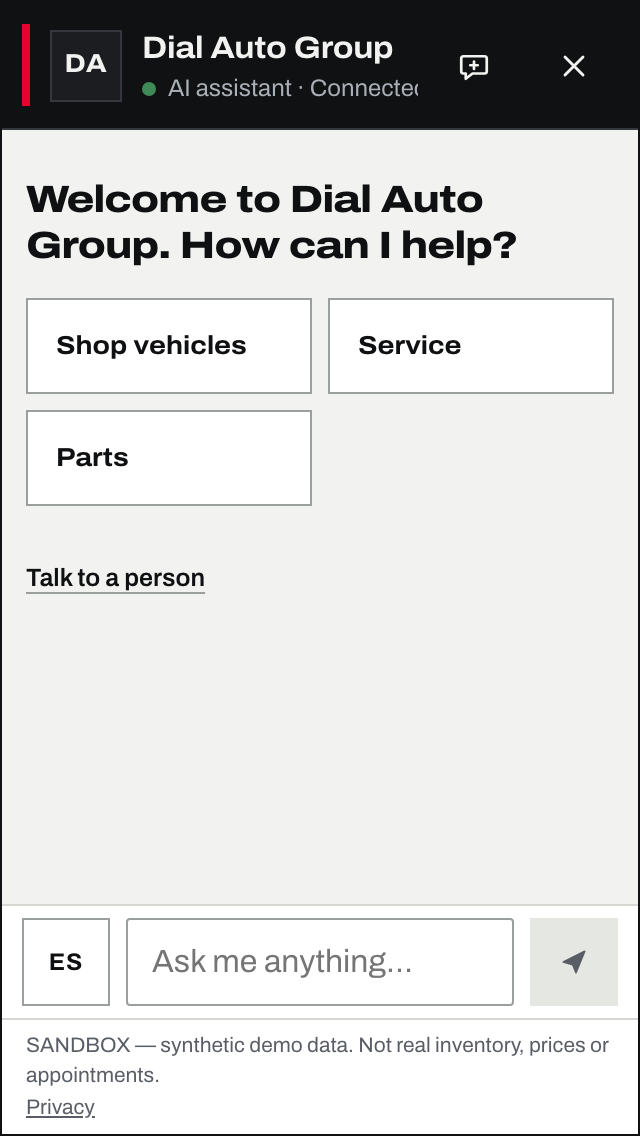 DA
Dial Auto Group
AI assistant · Connected
Welcome to Dial Auto
Group. How can I help?
Shop vehicles
Service
Parts
Talk to a person
ES
Ask me anything...
SANDBOX — synthetic demo data. Not real inventory, prices or
appointments.
Privacy